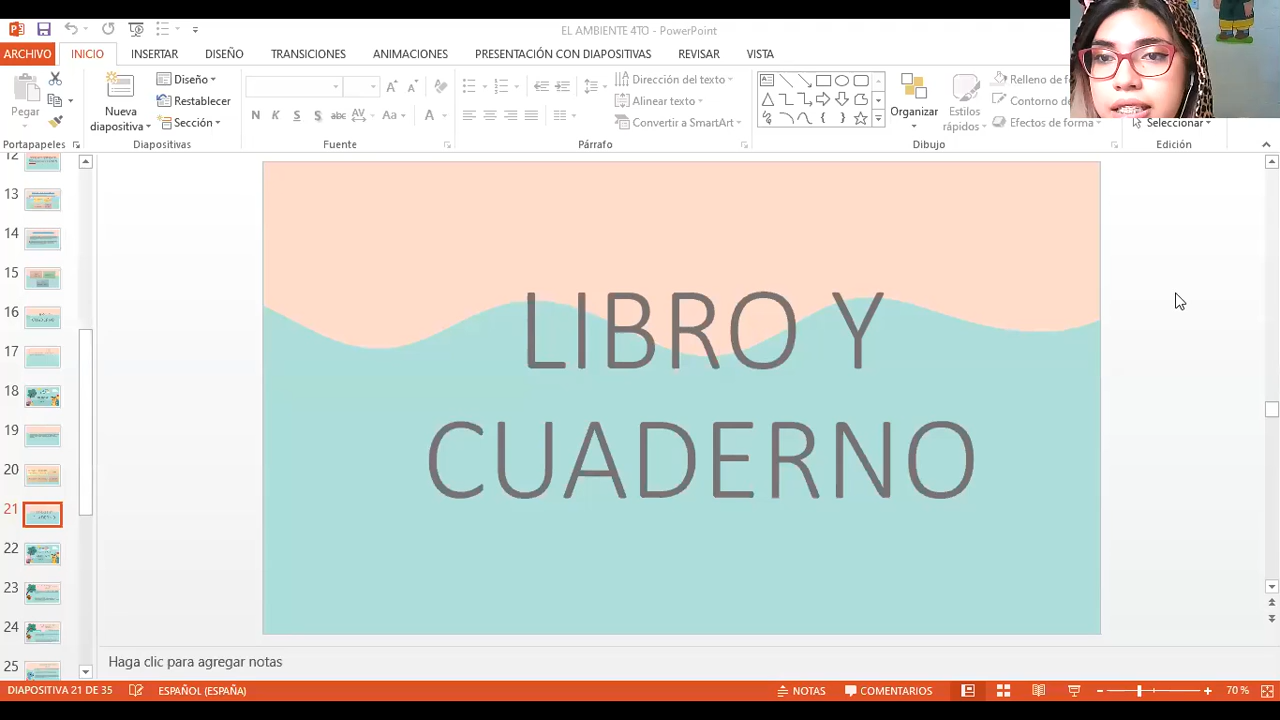 EL AMBIENTE 4TO - PowerPoint
ARCHIVO INICIO INSERTAR DISEÑO TRANSICIONES ANIMACIONES PRESENTACIÓN CON DIAPOSITIVAS REVISAR VISTA
Pegar
Portapapeles
Nueva
diapositiva
Diseño
Restablecer
Sección
Diapositivas
N K S abc Aa A
Fuente
Dirección del texto
Alinear texto
Convertir a SmartArt
Párrafo
Organizar
Estilos
rápidos
Relleno de
Contorno de
Efectos de forma
Dibujo
Seleccionar
Edición
12
13
14
15
16
17
18
19
20
21
22
23
24
25
LIBRO Y
CUADERNO
Haga clic para agregar notas
DIAPOSITIVA 21 DE 35 ESPAÑOL (ESPAÑA) NOTAS COMENTARIOS 70 %